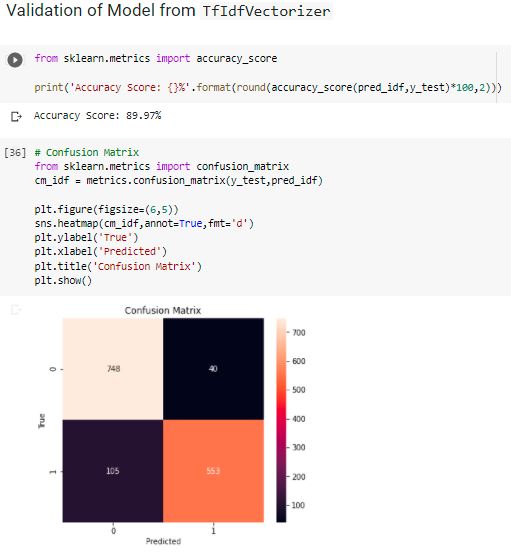 Validation of Model from TfIdfVectorizer
from sklearn.metrics import accuracy_score
print('Accuracy Score: {}%'.format(round(accuracy_score(pred_idf,y_test)*100,2)))
Accuracy Score: 89.97%
[36] # Confusion Matrix
from sklearn.metrics import confusion_matrix
cm_idf = metrics.confusion_matrix(y_test,pred_idf)
plt.figure(figsize=(6,5))
sns.heatmap(cm_idf,annot=True,fmt='d')
plt.ylabel('True')
plt.xlabel('Predicted')
plt.title('Confusion Matrix')
plt.show()
Confusion Matrix
700
600
500
400
300
200
100
0
748
40
True
1
105
553
0
1
Predicted